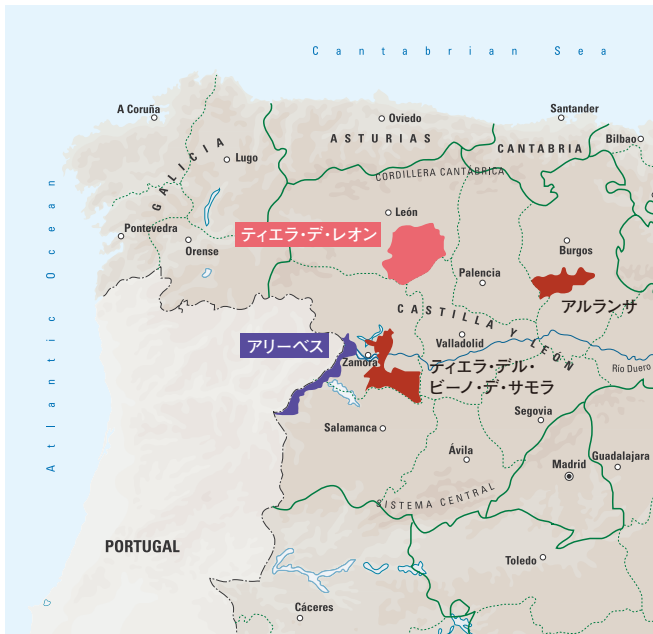 Cantabrian Sea
A Coruña
Oviedo
Santander
ASTURIAS
CANTABRIA
Bilbao
Lugo
GALICIA
CORDILLERA CANTÁBRICA
Atlantic Ocean
León
Pontevedra
ティエラ・デ・レオン
Orense
Burgos
Palencia
アルランサ
CASTILLA Y LEÓN
アリーベス
Valladolid
Zamora
ティエラ・デル・
ビーノ・デ・サモラ
Río Duero
Segovia
Salamanca
Ávila
Guadalajara
Madrid
SISTEMA CENTRAL
PORTUGAL
Toledo
Cáceres